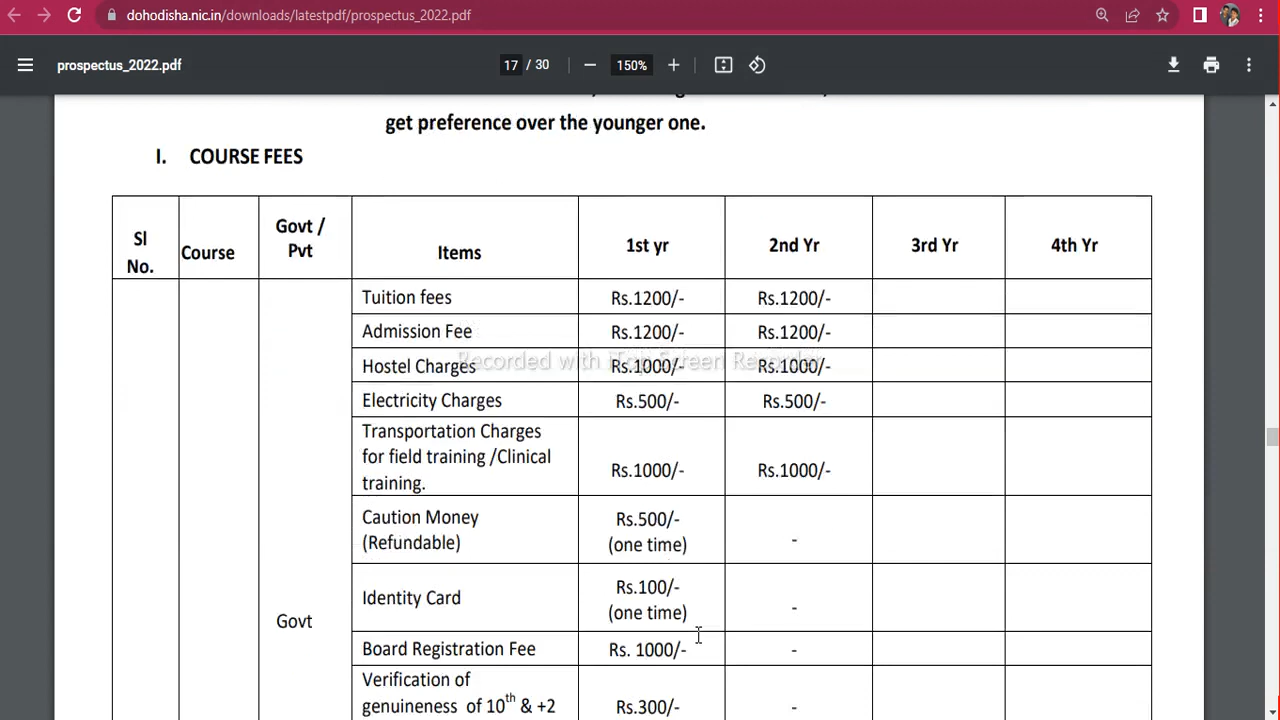 dohodisha.nic.in/downloads/latestpdf/prospectus_2022.pdf
prospectus_2022.pdf
17 / 30
150%
get preference over the younger one.
I. COURSE FEES
Sl No. Course Govt / Pvt Items 1st yr 2nd Yr 3rd Yr 4th Yr
Tuition fees Rs.1200/- Rs.1200/-
Admission Fee Rs.1200/- Rs.1200/-
Recorded with iTop Screen Recorder
Hostel Charges Rs.1000/- Rs.1000/-
Electricity Charges Rs.500/- Rs.500/-
Transportation Charges
for field training /Clinical
training. Rs.1000/- Rs.1000/-
Caution Money
(Refundable) Rs.500/-
(one time) -
Identity Card Rs.100/-
(one time) -
Govt
Board Registration Fee Rs. 1000/- -
Verification of
genuineness of 10th & +2 Rs.300/- -